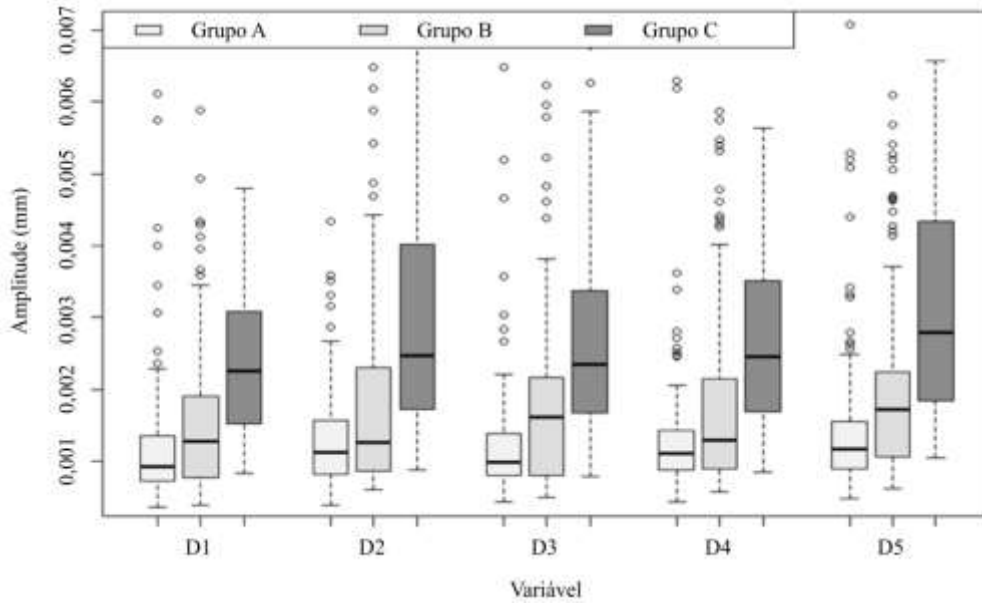 Grupo A Grupo B Grupo C
Amplitude (mm)
0,007
0,006
0,005
0,004
0,003
0,002
0,001
D1 D2 D3 D4 D5
Variável